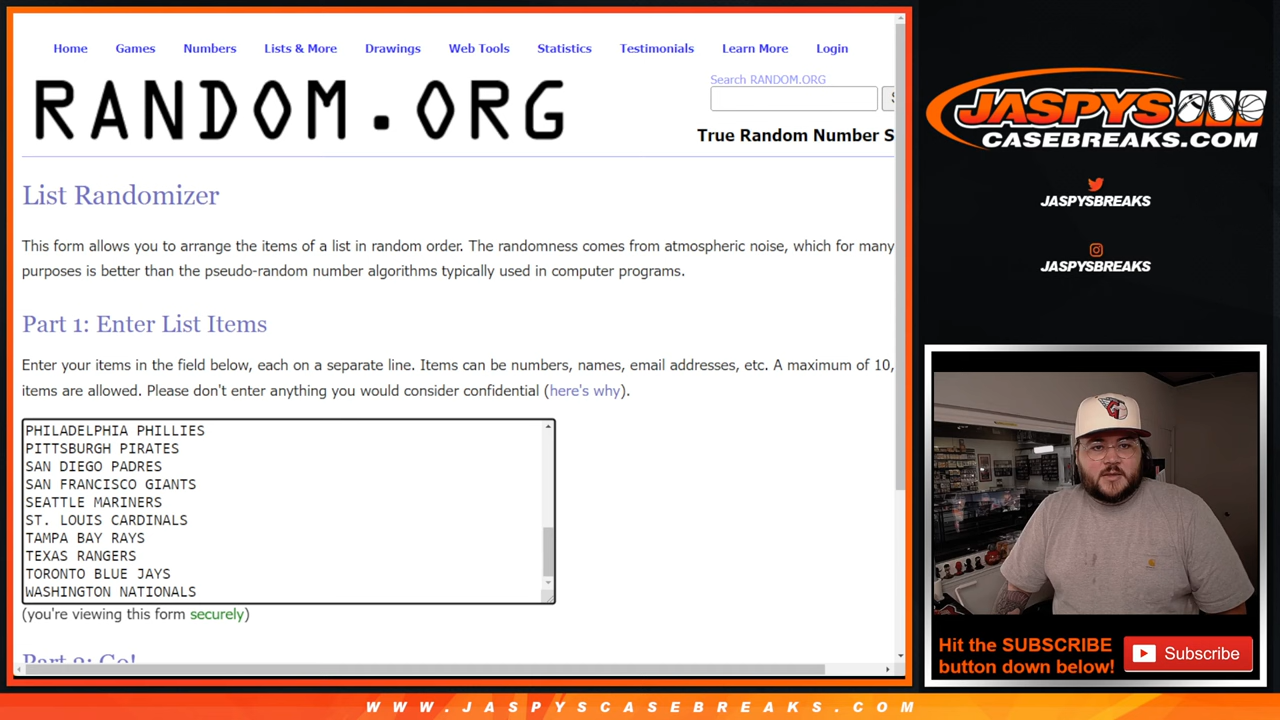 Home Games Numbers Lists & More Drawings Web Tools Statistics Testimonials Learn More Login
RANDOM.ORG
Search RANDOM.ORG
True Random Number S
List Randomizer
This form allows you to arrange the items of a list in random order. The randomness comes from atmospheric noise, which for many
purposes is better than the pseudo-random number algorithms typically used in computer programs.
Part 1: Enter List Items
Enter your items in the field below, each on a separate line. Items can be numbers, names, email addresses, etc. A maximum of 10,
items are allowed. Please don't enter anything you would consider confidential (here's why).
PHILADELPHIA PHILLIES
PITTSBURGH PIRATES
SAN DIEGO PADRES
SAN FRANCISCO GIANTS
SEATTLE MARINERS
ST. LOUIS CARDINALS
TAMPA BAY RAYS
TEXAS RANGERS
TORONTO BLUE JAYS
WASHINGTON NATIONALS
(you're viewing this form securely)
Part 2: Go!
JASPYS
CASEBREAKS.COM
JASPYSBREAKS
JASPYSBREAKS
Hit the SUBSCRIBE
button down below!
Subscribe
WWW.JASPYSCASEBREAKS.COM